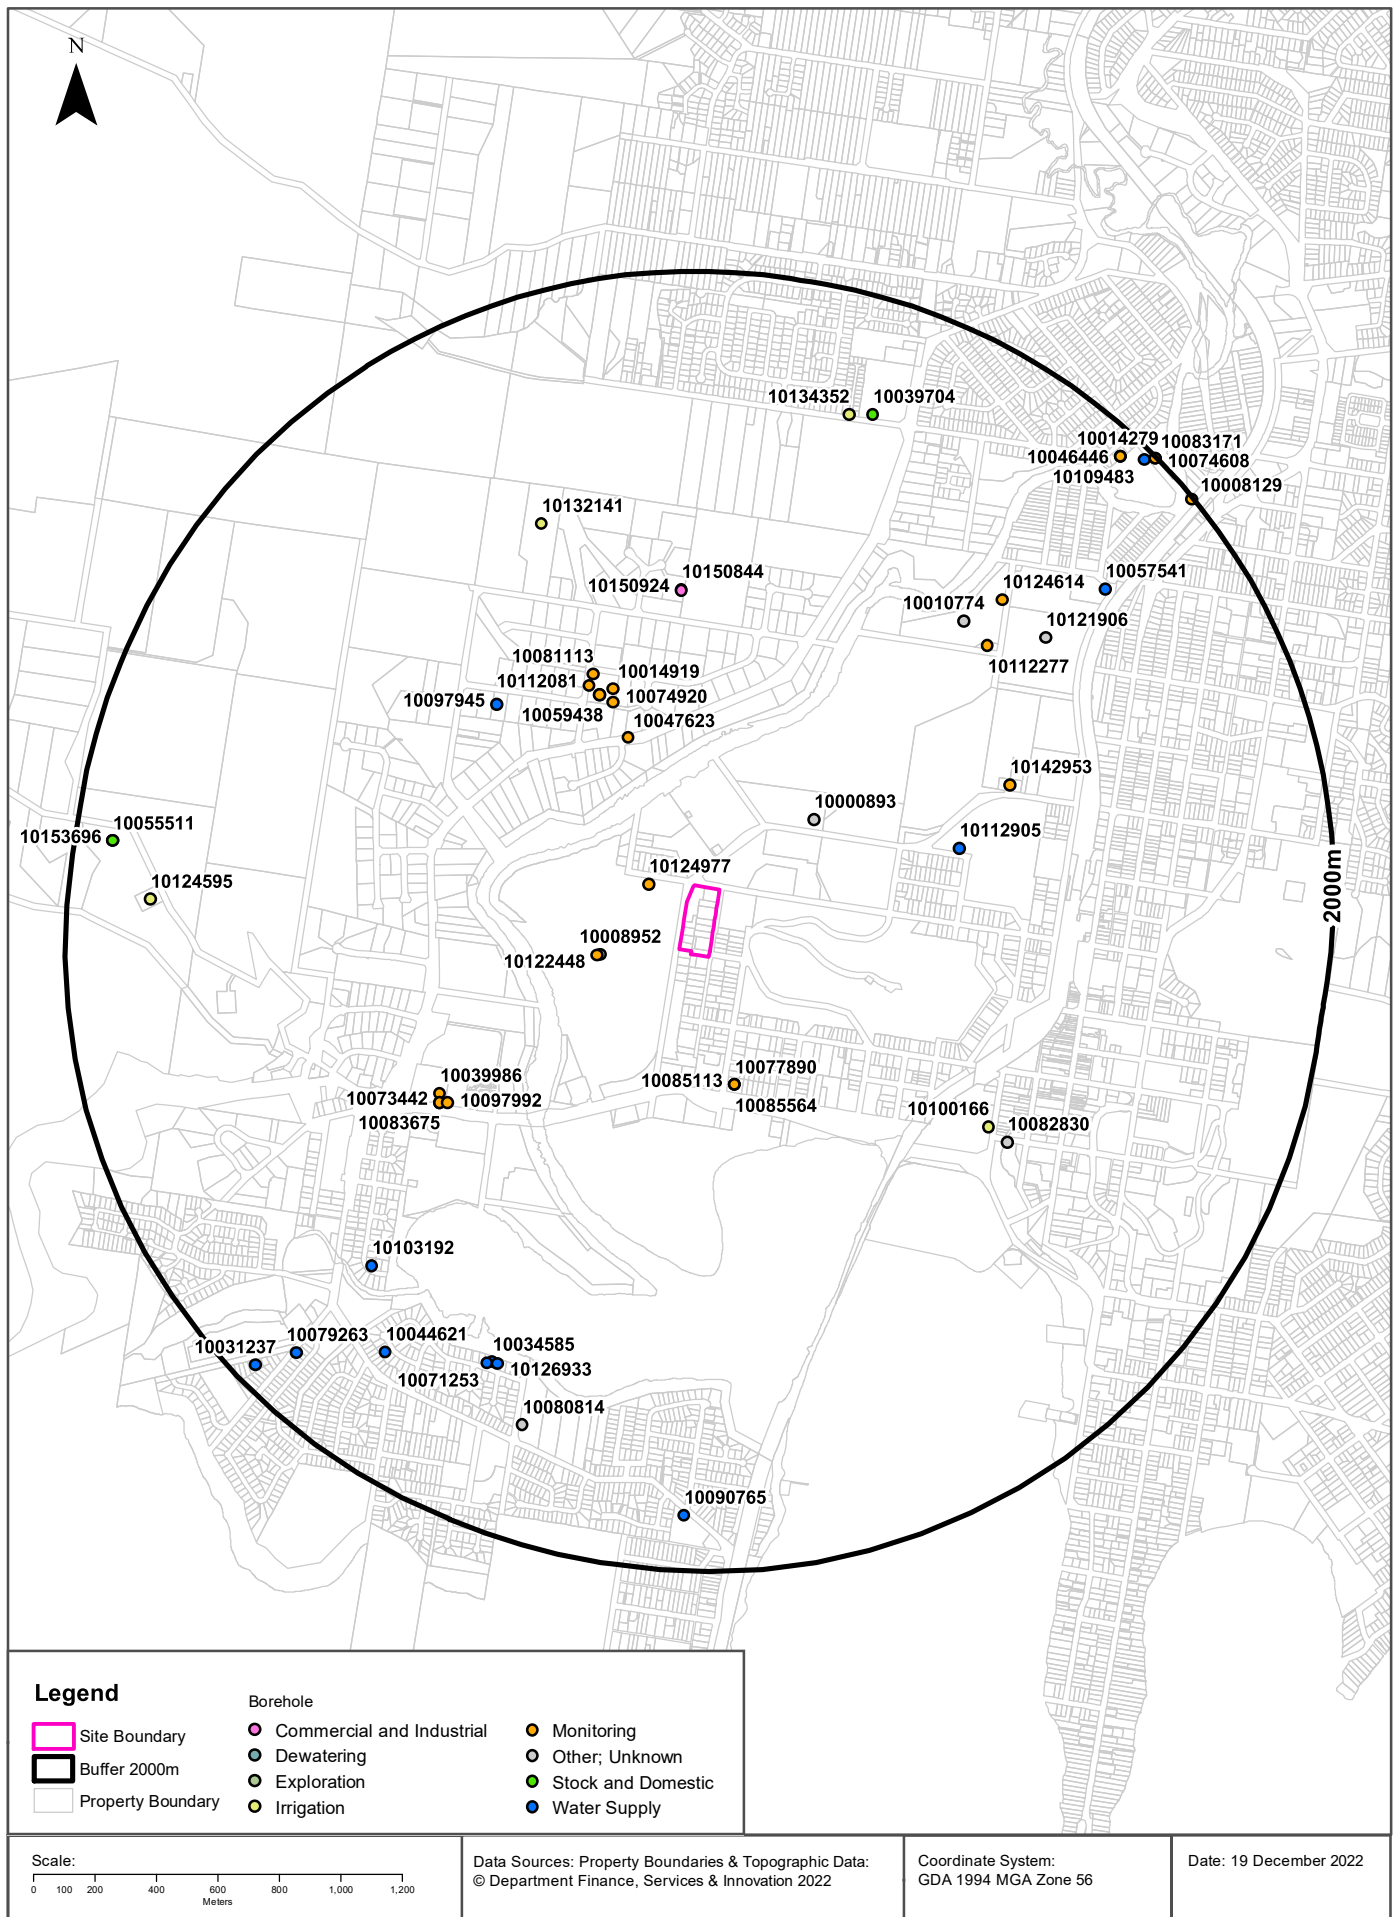 N
10134352
10039704
10014279
10083171
10046446
10074608
10109483
10008129
10132141
10150844
10150924
10057541
10124614
10010774
10121906
10112277
10081113
10014919
10112081
10074920
10097945
10059438
10047623
10142953
10000893
10055511
10153696
10112905
10124977
10124595
2000m
10008952
10122448
10077890
10039986
10085113
10073442
10097992
10085564
10083675
10100166
10082830
10103192
10079263
10044621
10034585
10031237
10126933
10071253
10080814
10090765
Legend
Site Boundary
Buffer 2000m
Property Boundary
Borehole
Commercial and Industrial
Dewatering
Exploration
Irrigation
Monitoring
Other; Unknown
Stock and Domestic
Water Supply
Scale:
0 100 200 400 600 800 1,000 1,200
Meters
Data Sources: Property Boundaries & Topographic Data:
© Department Finance, Services & Innovation 2022
Coordinate System:
GDA 1994 MGA Zone 56
Date: 19 December 2022